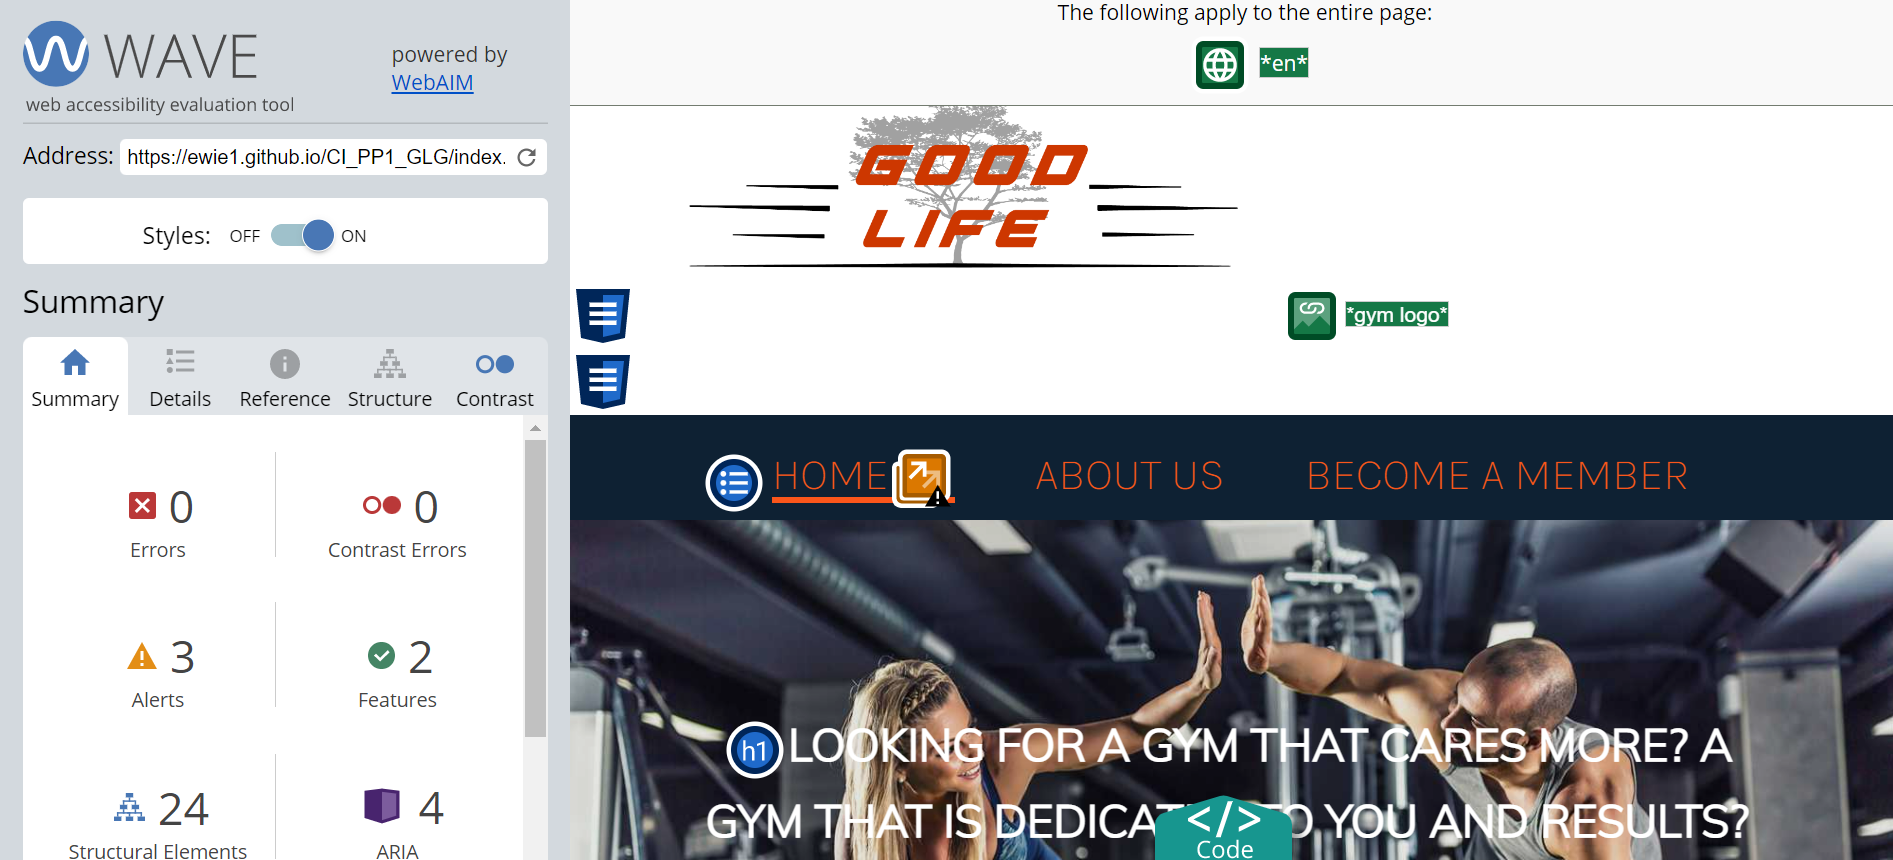 WAVE
powered by
WebAIM
web accessibility evaluation tool
Address: https://ewie1.github.io/CI_PP1_GLG/index.
Styles: OFF ON
Summary
Summary Details Reference Structure Contrast
0 0
Errors Contrast Errors
3 2
Alerts Features
24 4
Structural Elements ARIA
The following apply to the entire page:
*en*
GOOD
LIFE
*gym logo*
HOME ABOUT US BECOME A MEMBER
h1 LOOKING FOR A GYM THAT CARES MORE? A
GYM THAT IS DEDICA O YOU AND RESULTS?
</>
Code